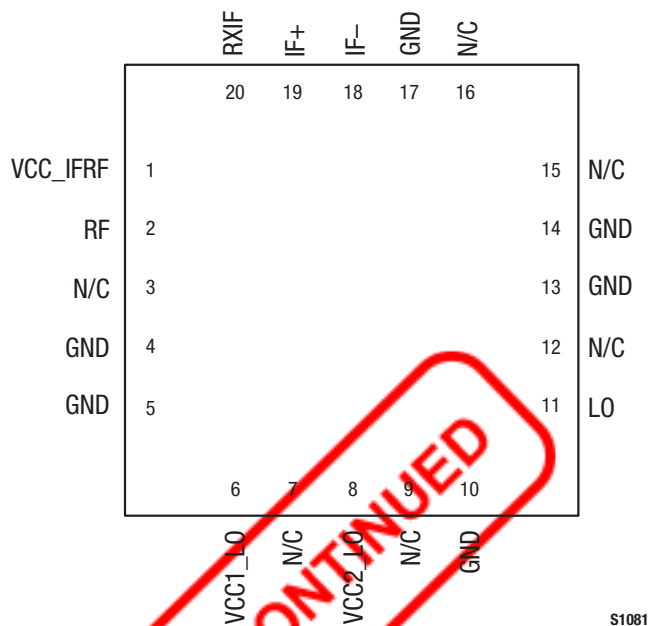 RXIF IF+ IF– GND N/C
20 19 18 17 16
VCC_IFRF 1 15 N/C
RF 2 14 GND
N/C 3 13 GND
GND 4 12 N/C
GND 5 11 LO
6 7 8 9 10
VCC1_LO N/C VCC2_LO N/C GND
CONTINUED
S1081